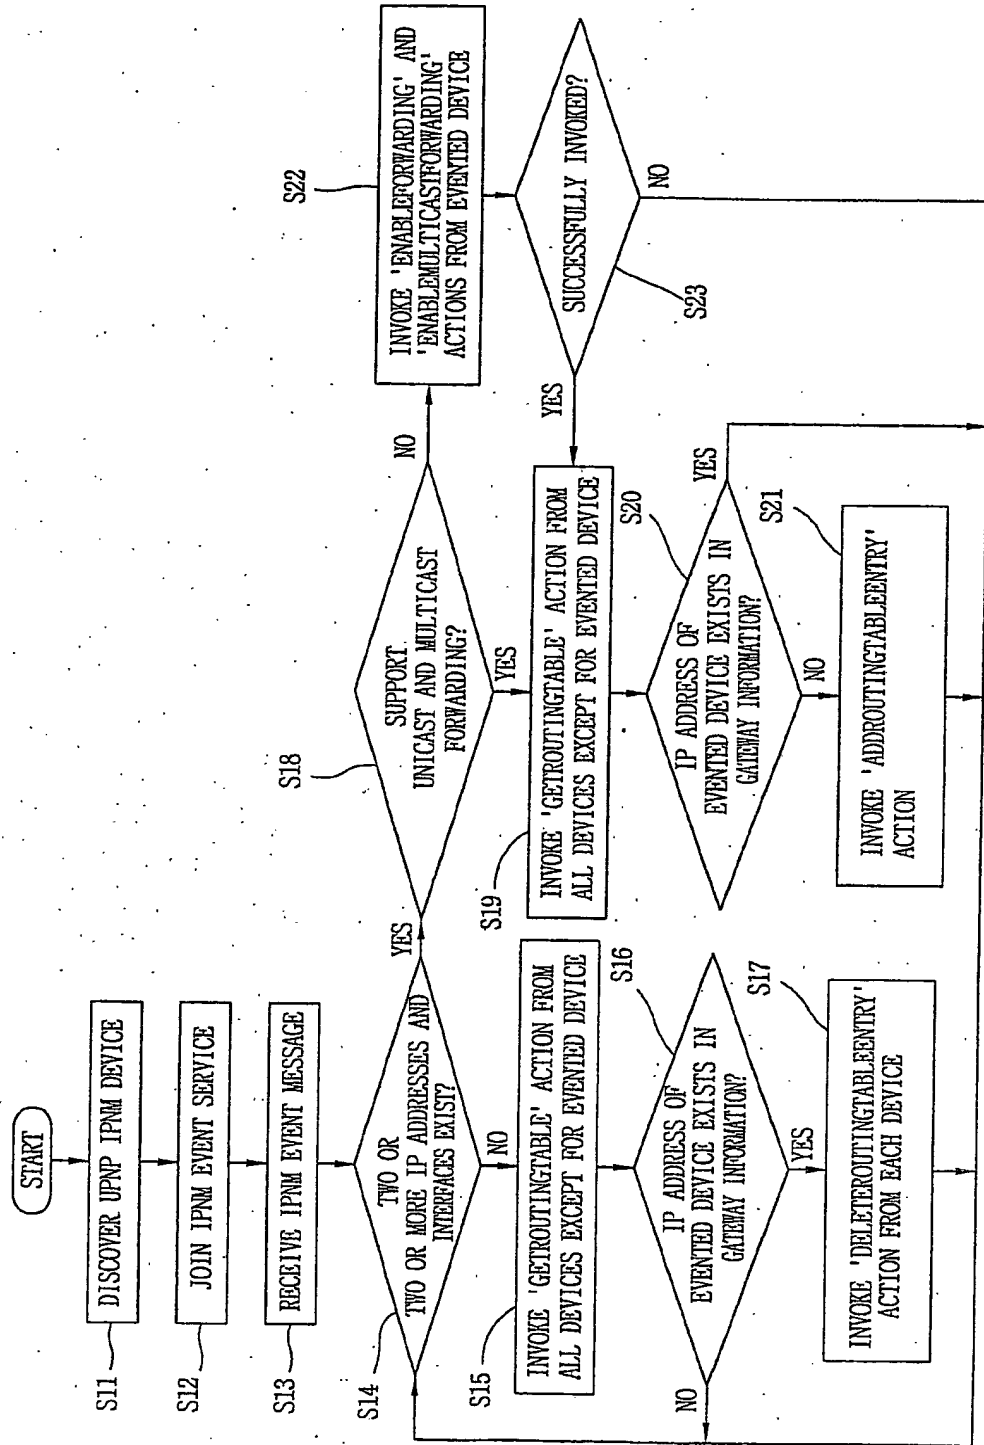 START
DISCOVER UPNP IPNM DEVICE
S11
JOIN IPNM EVENT SERVICE
S12
RECEIVE IPNM EVENT MESSAGE
S13
TWO OR
TWO OR MORE IP ADDRESSES AND
INTERFACES EXIST?
S14
YES
NO
INVOKE 'GETROUTINGTABLE' ACTION FROM
ALL DEVICES EXCEPT FOR EVENTED DEVICE
S15
IP ADDRESS OF
EVENTED DEVICE EXISTS IN
GATEWAY INFORMATION?
S16
NO
YES
INVOKE 'DELETEROUTINGTABLEENTRY'
ACTION FROM EACH DEVICE
S17
SUPPORT
UNICAST AND MULTICAST
FORWARDING?
S18
NO
YES
INVOKE 'GETROUTINGTABLE' ACTION FROM
ALL DEVICES EXCEPT FOR EVENTED DEVICE
S19
IP ADDRESS OF
EVENTED DEVICE EXISTS IN
GATEWAY INFORMATION?
S20
YES
NO
INVOKE 'ADDROUTINGTABLEENTRY'
ACTION
S21
INVOKE 'ENABLEFORWARDING' AND
'ENABLEMULTICASTFORWARDING'
ACTIONS FROM EVENTED DEVICE
S22
SUCCESSFULLY INVOKED?
S23
YES
NO